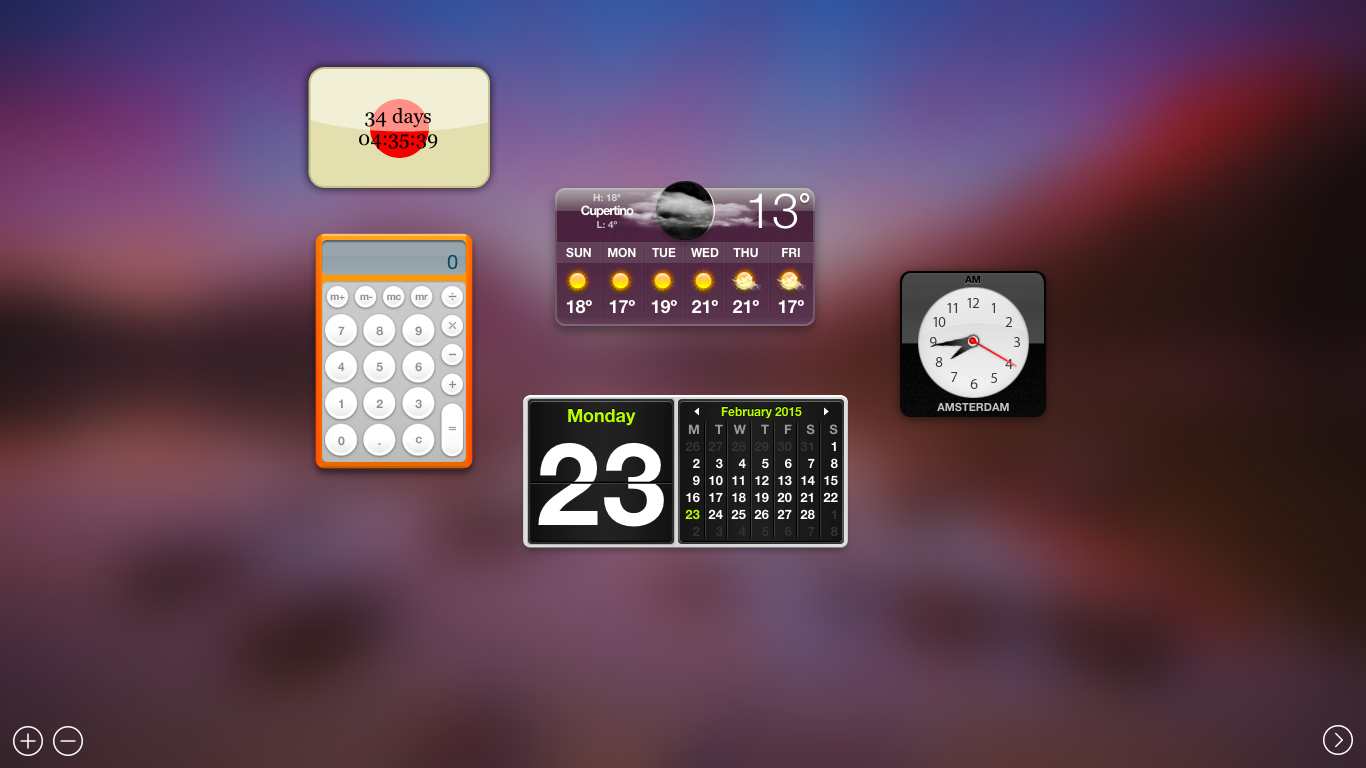 34 days
04:35:39
H: 18°
Cupertino
L: 4°
13°
SUN MON TUE WED THU FRI
18° 17° 19° 21° 21° 17°
0
m+ m- mc mr ÷
7 8 9 ×
4 5 6 −
1 2 3 +
0 . c =
AM
12
11 1
10 2
9 3
8 4
7 5
6
AMSTERDAM
Monday
23
February 2015
M T W T F S S
26 27 28 29 30 31 1
2 3 4 5 6 7 8
9 10 11 12 13 14 15
16 17 18 19 20 21 22
23 24 25 26 27 28 1
2 3 4 5 6 7 8